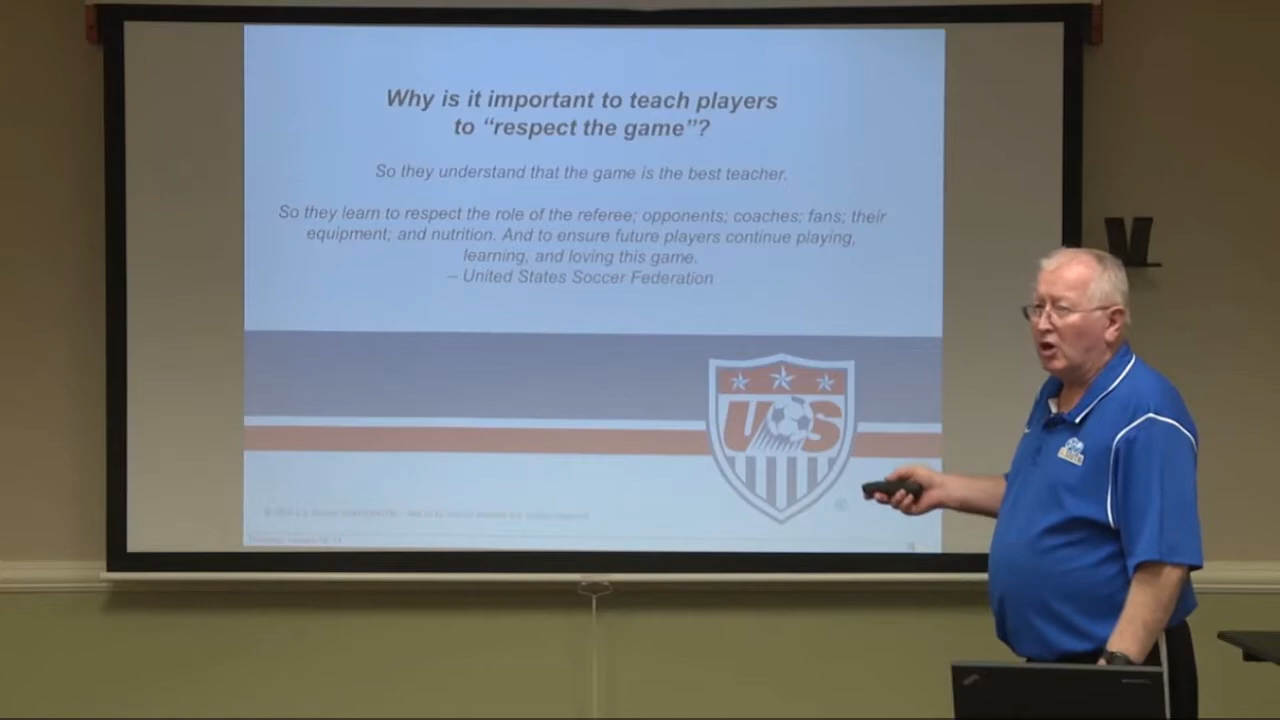 Why is it important to teach players
to “respect the game”?
So they understand that the game is the best teacher.
So they learn to respect the role of the referee; opponents; coaches; fans; their
equipment; and nutrition. And to ensure future players continue playing,
learning, and loving this game.
– United States Soccer Federation
US
®